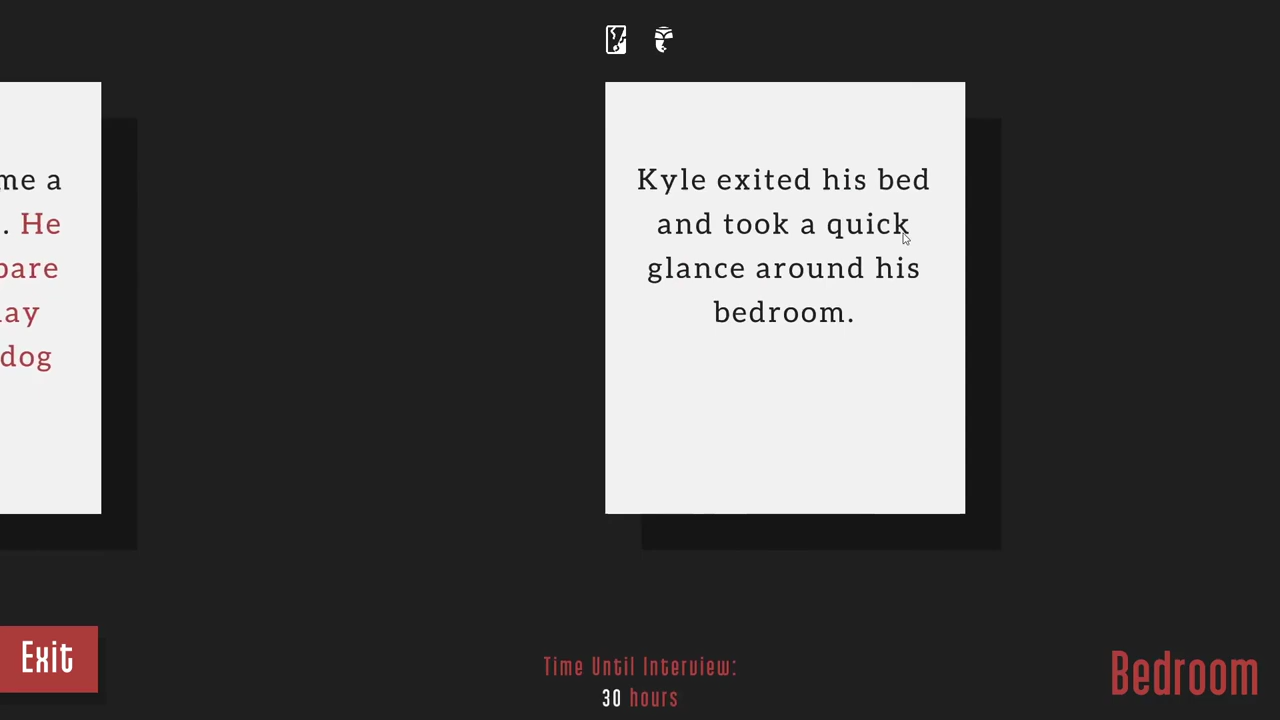 me a
. He
pare
lay
dog
Kyle exited his bed
and took a quick
glance around his
bedroom.
Exit
Time Until Interview:
30 hours
Bedroom